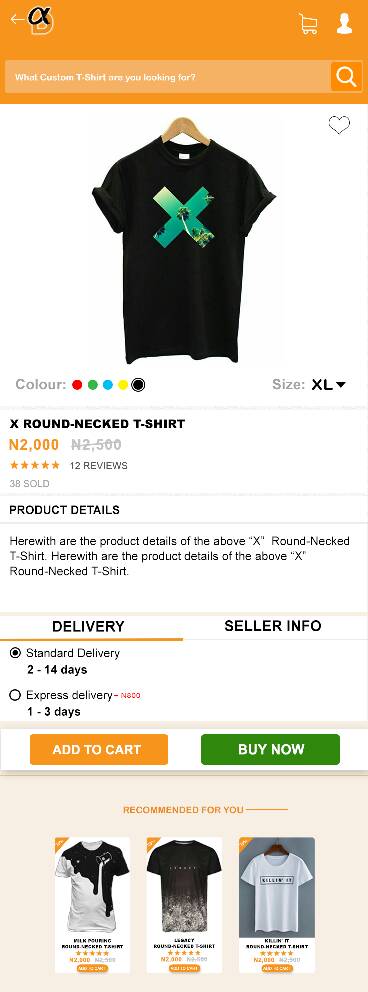 What Custom T-Shirt are you looking for?
Colour:
Size: XL
X ROUND-NECKED T-SHIRT
N2,000 N2,500
12 REVIEWS
38 SOLD
PRODUCT DETAILS
Herewith are the product details of the above “X” Round-Necked
T-Shirt. Herewith are the product details of the above “X”
Round-Necked T-Shirt.
DELIVERY SELLER INFO
Standard Delivery
2 - 14 days
Express delivery - N800
1 - 3 days
ADD TO CART BUY NOW
RECOMMENDED FOR YOU
LEGACY
KILLIN' IT
MILK POURING
ROUND-NECKED T-SHIRT
N2,000 N2,500
ADD TO CART
LEGACY
ROUND-NECKED T-SHIRT
N2,000 N2,500
ADD TO CART
KILLIN' IT
ROUND-NECKED T-SHIRT
N2,000 N2,500
ADD TO CART